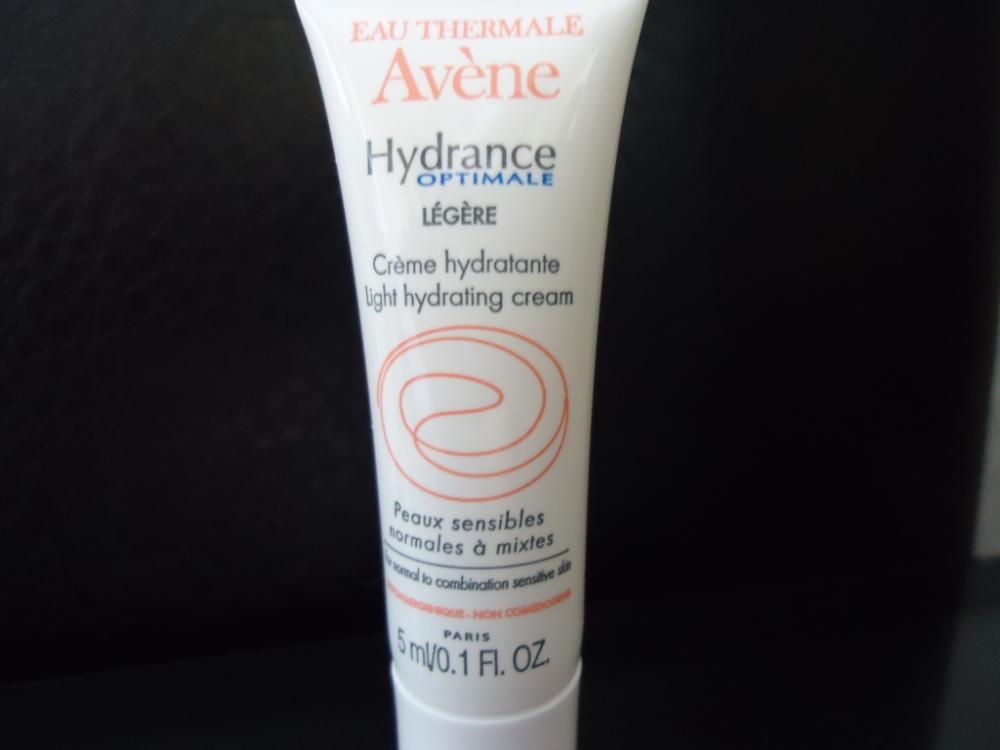 EAU THERMALE
Avène
Hydrance
OPTIMALE
LÉGÈRE
Crème hydratante
Light hydrating cream
Peaux sensibles
normales à mixtes
For normal to combination sensitive skin
HYPOALLERGENIQUE - NON COMEDOGENE
PARIS
5 ml/0.1 Fl. OZ.